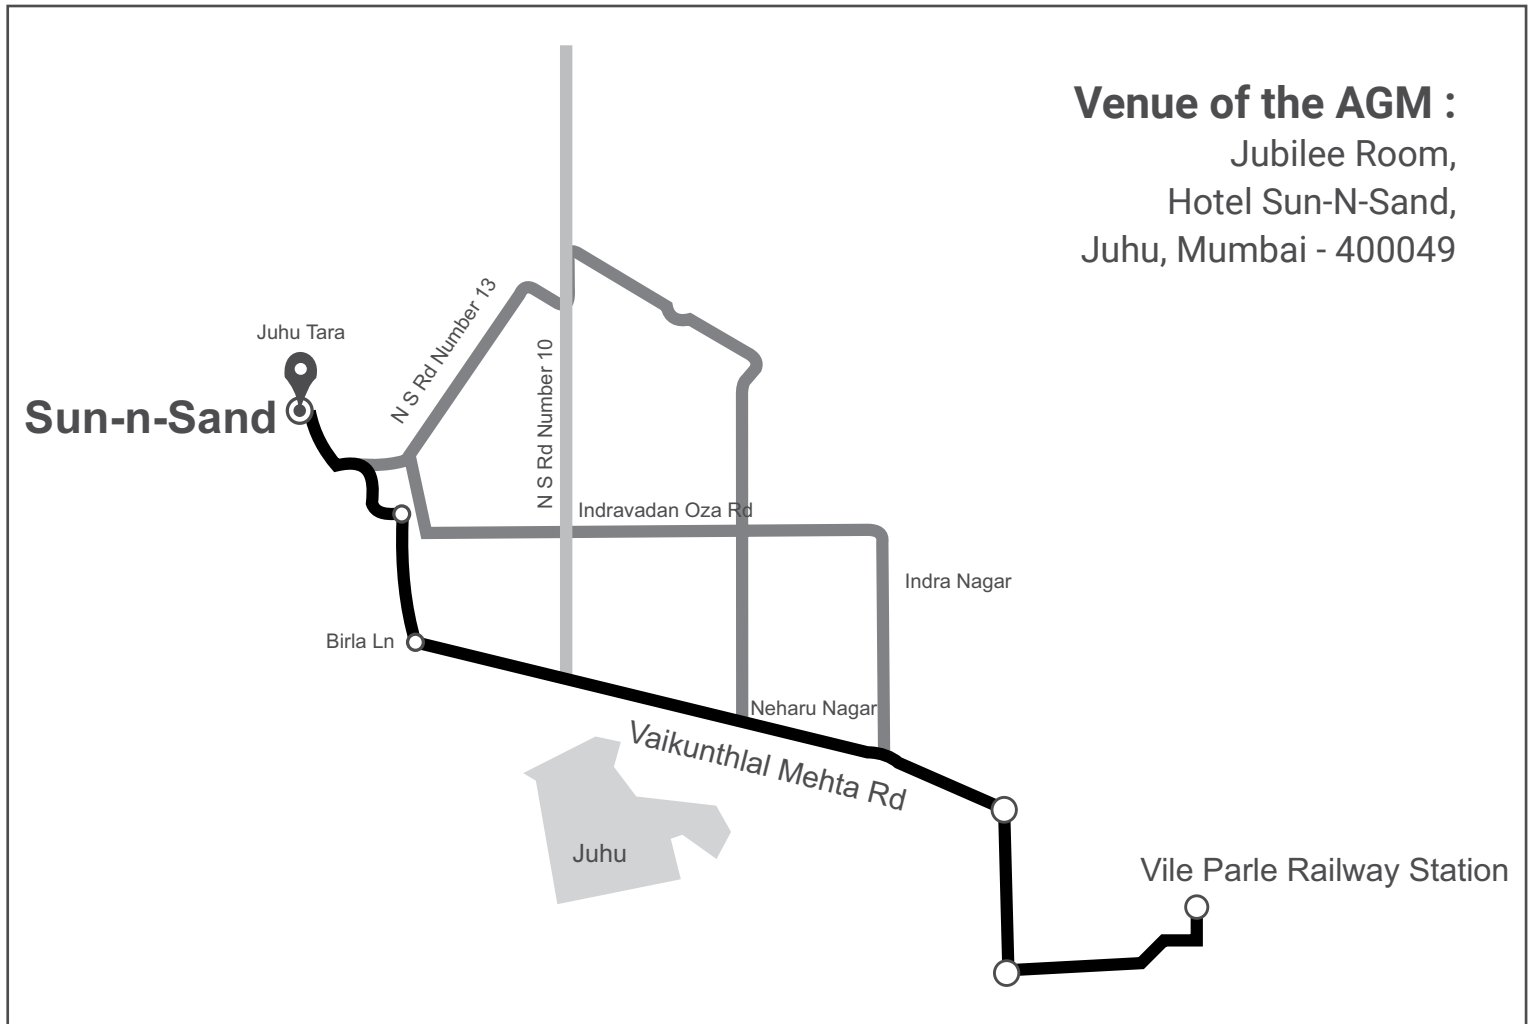 Venue of the AGM :
Jubilee Room,
Hotel Sun-N-Sand,
Juhu, Mumbai - 400049
N S Rd Number 13
Juhu Tara
Sun-n-Sand
N S Rd Number 10
Indravadan Oza Rd
Indra Nagar
Birla Ln
Neharu Nagar
Vaikunthlal Mehta Rd
Juhu
Vile Parle Railway Station